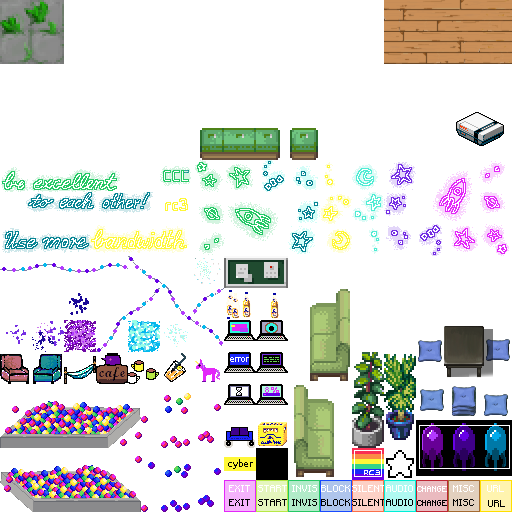 be excellent
to each other!
CCC
rc3
Use more bandwidth
error
cafe
cyber
RC3
EXIT START INVIS BLOCK SILENT AUDIO CHANGE MISC URL
EXIT START INVIS BLOCK SILENT AUDIO CHANGE MISC URL